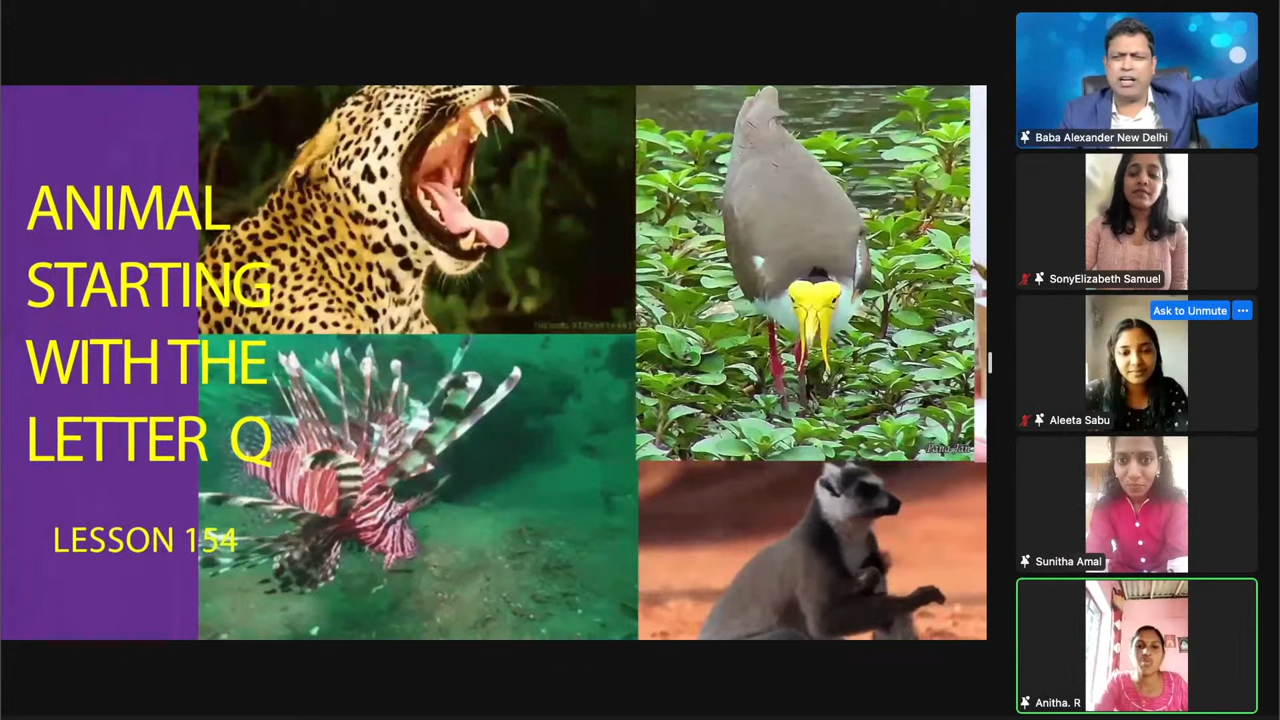 ANIMAL
STARTING
WITH THE
LETTER Q
LESSON 154
Baba Alexander New Delhi
SonyElizabeth Samuel
Ask to Unmute
Aleeta Sabu
Sunitha Amal
Anitha. R